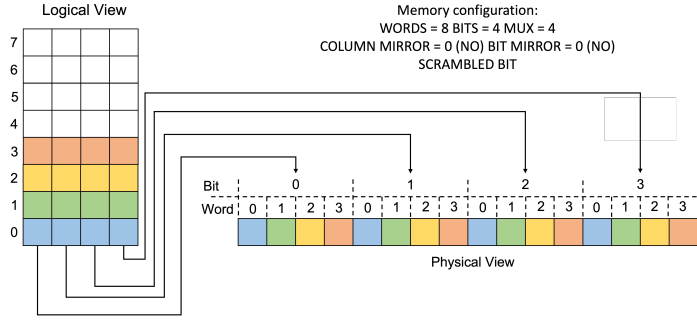 Logical View
Memory configuration:
WORDS = 8 BITS = 4 MUX = 4
COLUMN MIRROR = 0 (NO) BIT MIRROR = 0 (NO)
SCRAMBLED BIT
7
6
5
4
3
2
1
0
Bit 0 1 2 3
Word 0 1 2 3 0 1 2 3 0 1 2 3 0 1 2 3
Physical View